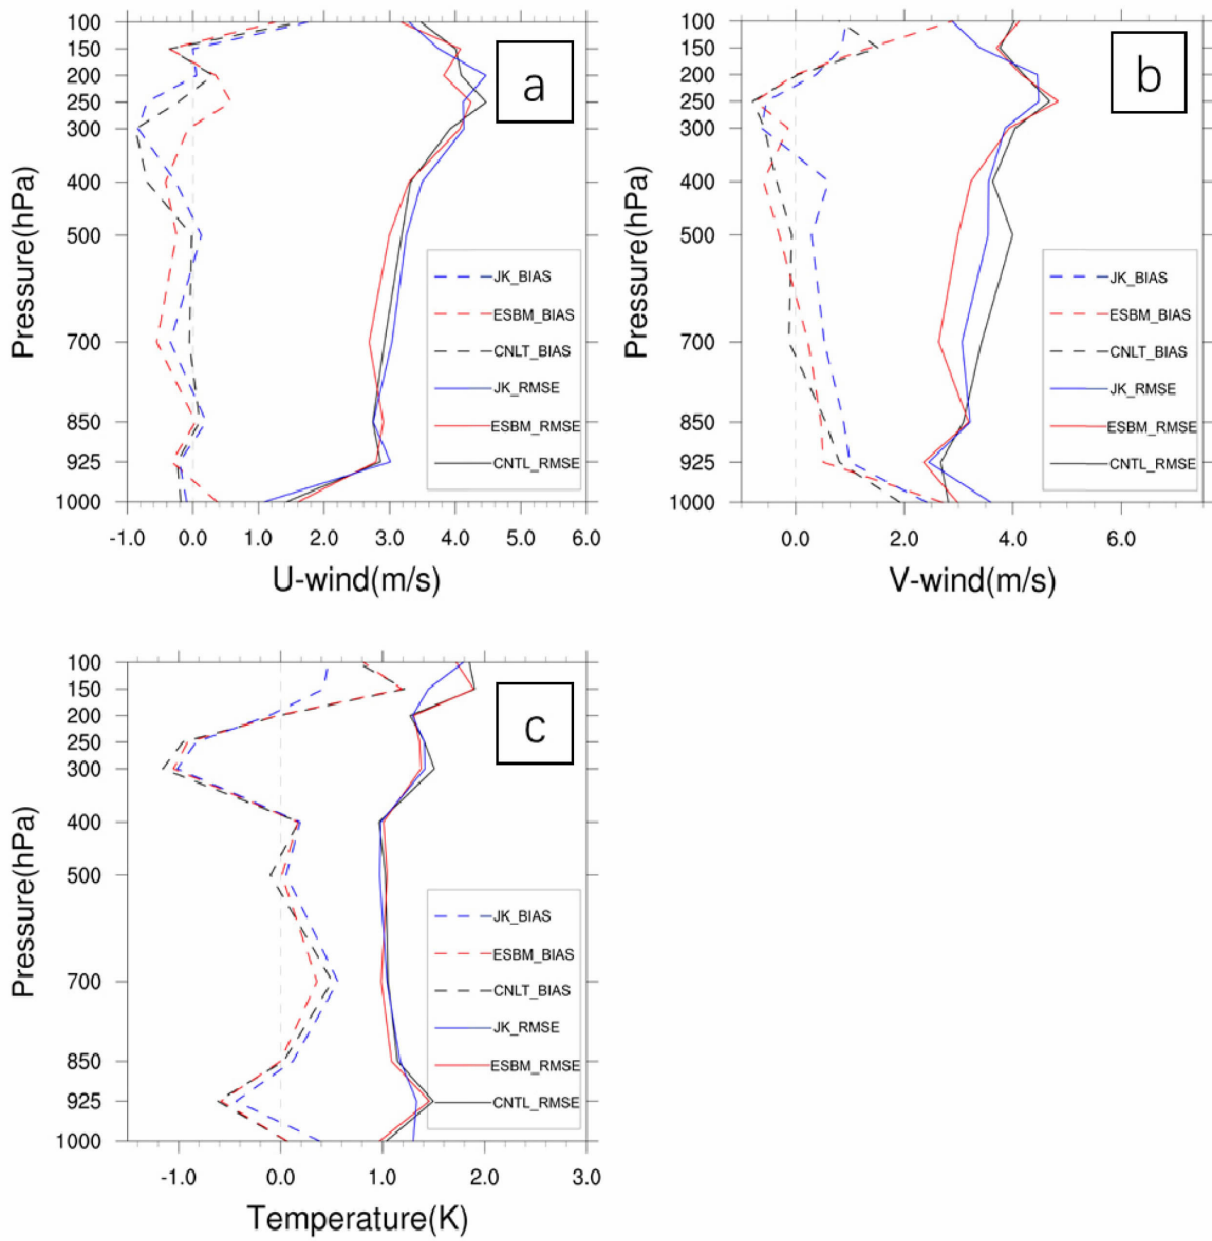 a
100
150
200
250
300
400
500
700
850
925
1000
Pressure(hPa)
JK_BIAS
ESBM_BIAS
CNLT_BIAS
JK_RMSE
ESBM_RMSE
CNTL_RMSE
-1.0 0.0 1.0 2.0 3.0 4.0 5.0 6.0
U-wind(m/s)
b
100
150
200
250
300
400
500
700
850
925
1000
Pressure(hPa)
JK_BIAS
ESBM_BIAS
CNLT_BIAS
JK_RMSE
ESBM_RMSE
CNTL_RMSE
0.0 2.0 3.0 4.0 6.0
V-wind(m/s)
c
100
150
200
250
300
400
500
700
850
925
1000
Pressure(hPa)
JK_BIAS
ESBM_BIAS
CNLT_BIAS
JK_RMSE
ESBM_RMSE
CNTL_RMSE
-1.0 0.0 1.0 2.0 3.0
Temperature(K)